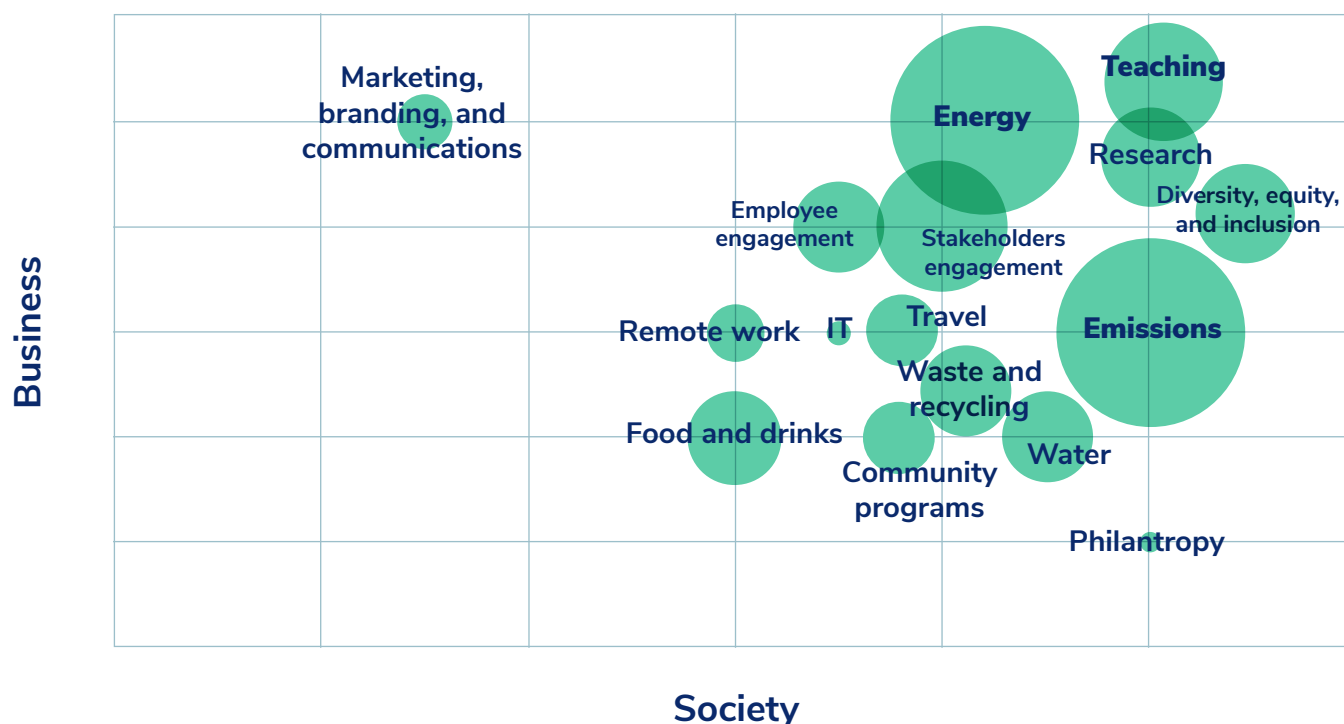 Marketing,
branding, and
communications
Energy
Teaching
Research
Diversity, equity,
and inclusion
Employee
engagement
Stakeholders
engagement
Business
Remote work
IT
Travel
Emissions
Waste and
recycling
Food and drinks
Water
Community
programs
Philantropy
Society